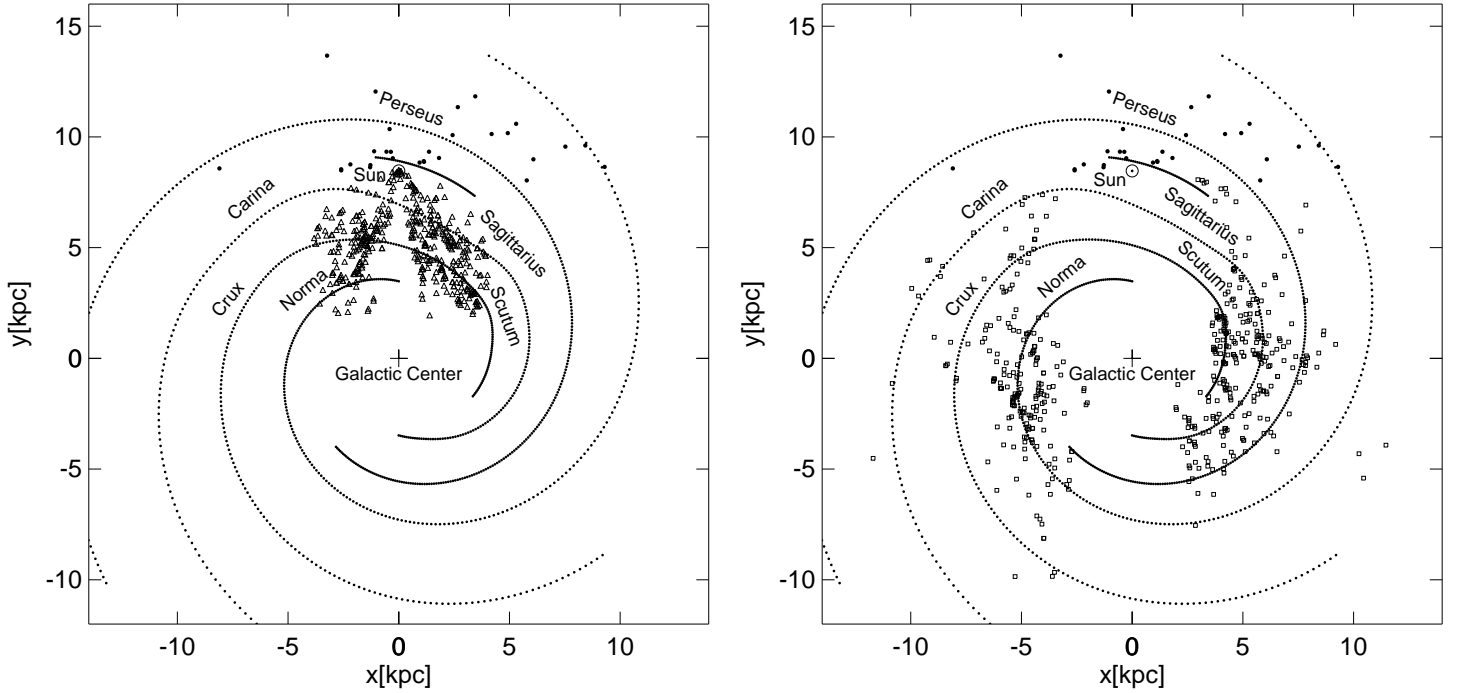 15
10
5
0
-5
-10
y[kpc]
-10
-5
0
5
10
x[kpc]
Perseus
Sun
Carina
Sagittarius
Norma
Crux
Scutum
Galactic Center
15
10
5
0
-5
-10
y[kpc]
-10
-5
0
5
10
x[kpc]
Perseus
Sun
Carina
Sagittarius
Scutum
Norma
Crux
Galactic Center